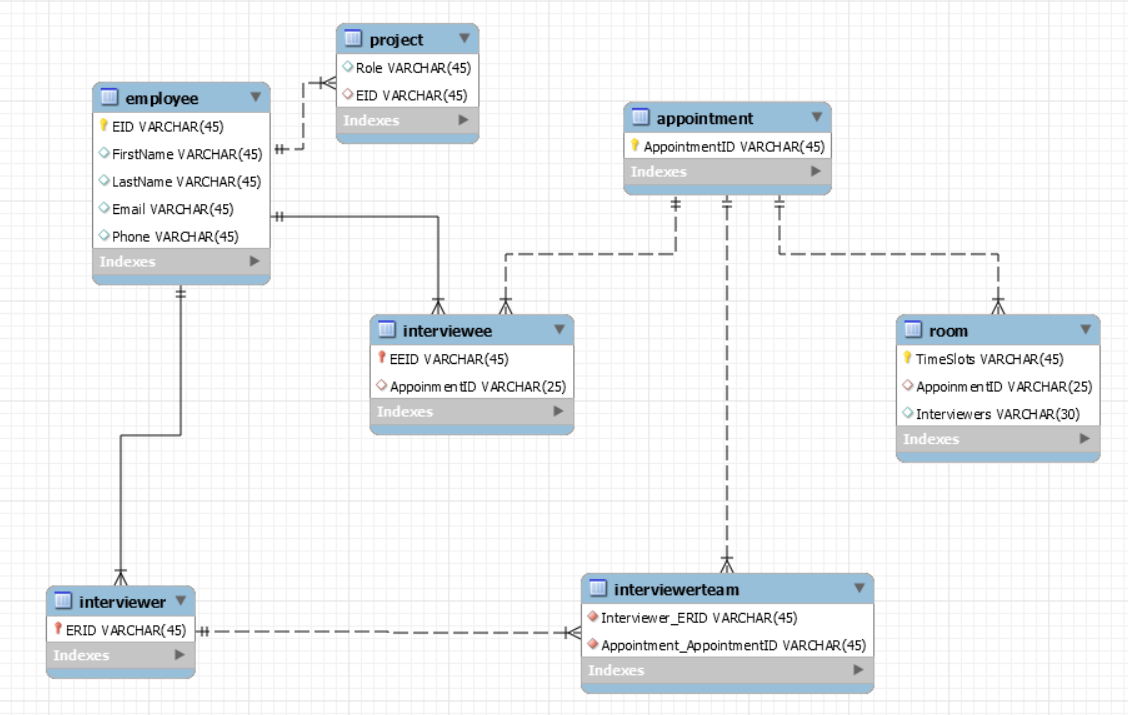 project
Role VARCHAR(45)
EID VARCHAR(45)
Indexes
employee
EID VARCHAR(45)
FirstName VARCHAR(45)
LastName VARCHAR(45)
Email VARCHAR(45)
Phone VARCHAR(45)
Indexes
appointment
AppointmentID VARCHAR(45)
Indexes
interviewee
EEID VARCHAR(45)
AppoinmentID VARCHAR(25)
Indexes
room
TimeSlots VARCHAR(45)
AppoinmentID VARCHAR(25)
Interviewers VARCHAR(30)
Indexes
interviewer
ERID VARCHAR(45)
Indexes
interviewerteam
Interviewer_ERID VARCHAR(45)
Appointment_AppointmentID VARCHAR(45)
Indexes